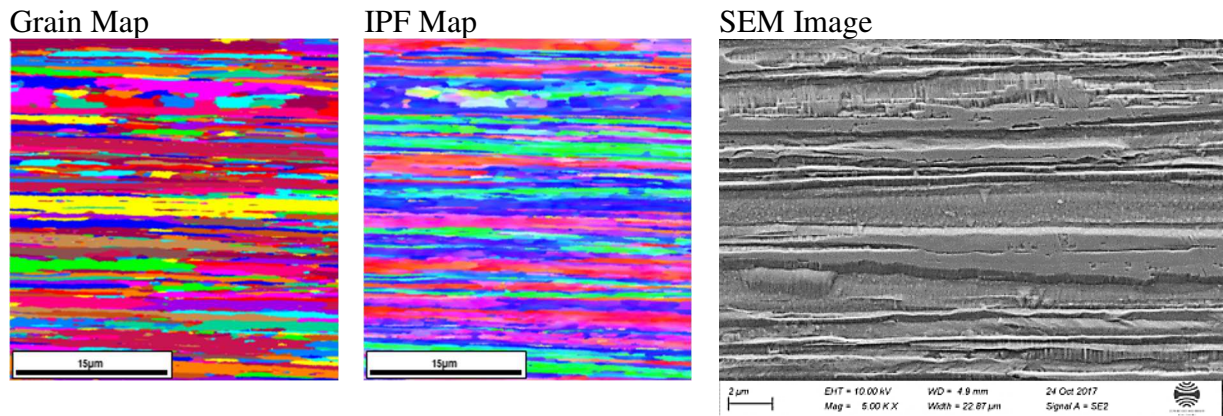 Grain Map
IPF Map
SEM Image
15μm
15μm
2 μm
EHT = 10.00 kV
WD = 4.9 mm
24 Oct 2017
Mag = 5.00 K X
Width = 22.87 μm
Signal A = SE2